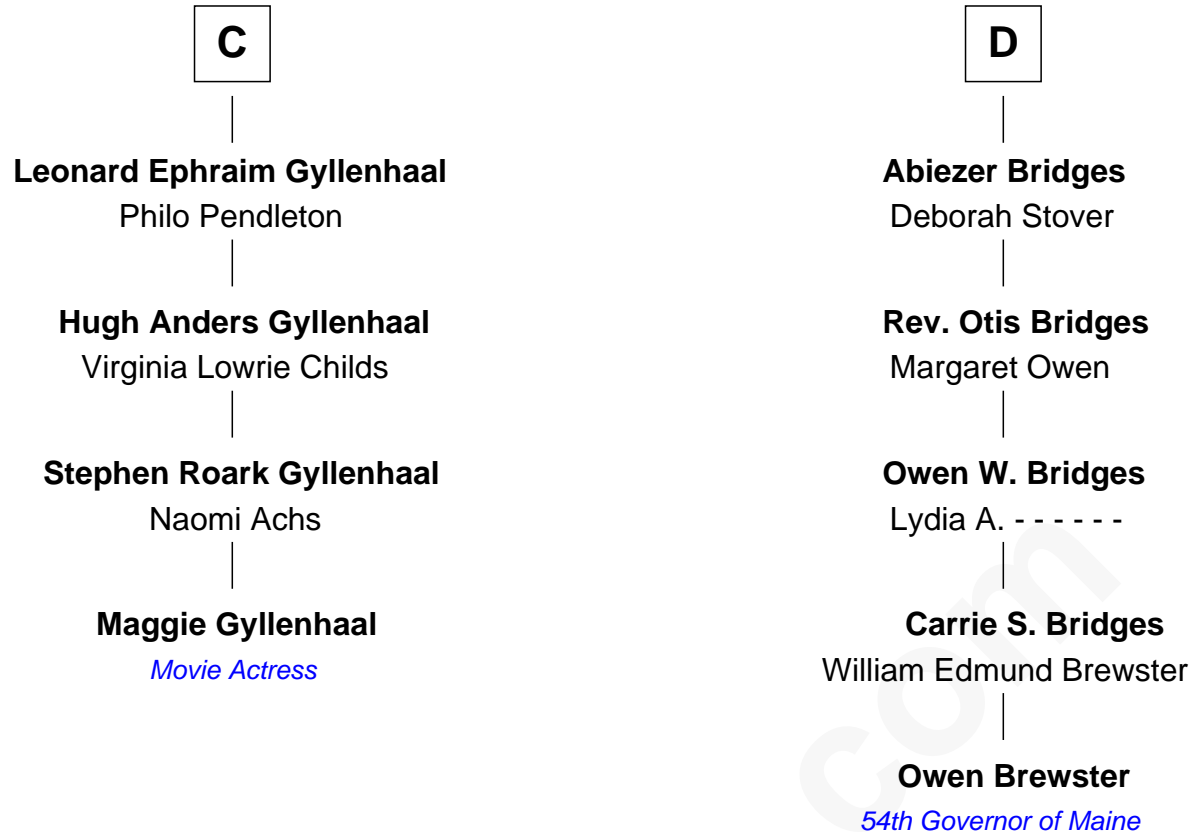 C
Leonard Ephraim Gyllenhaal
Philo Pendleton
Hugh Anders Gyllenhaal
Virginia Lowrie Childs
Stephen Roark Gyllenhaal
Naomi Achs
Maggie Gyllenhaal
Movie Actress
D
Abiezer Bridges
Deborah Stover
Rev. Otis Bridges
Margaret Owen
Owen W. Bridges
Lydia A. - - - - - -
Carrie S. Bridges
William Edmund Brewster
Owen Brewster
54th Governor of Maine
com